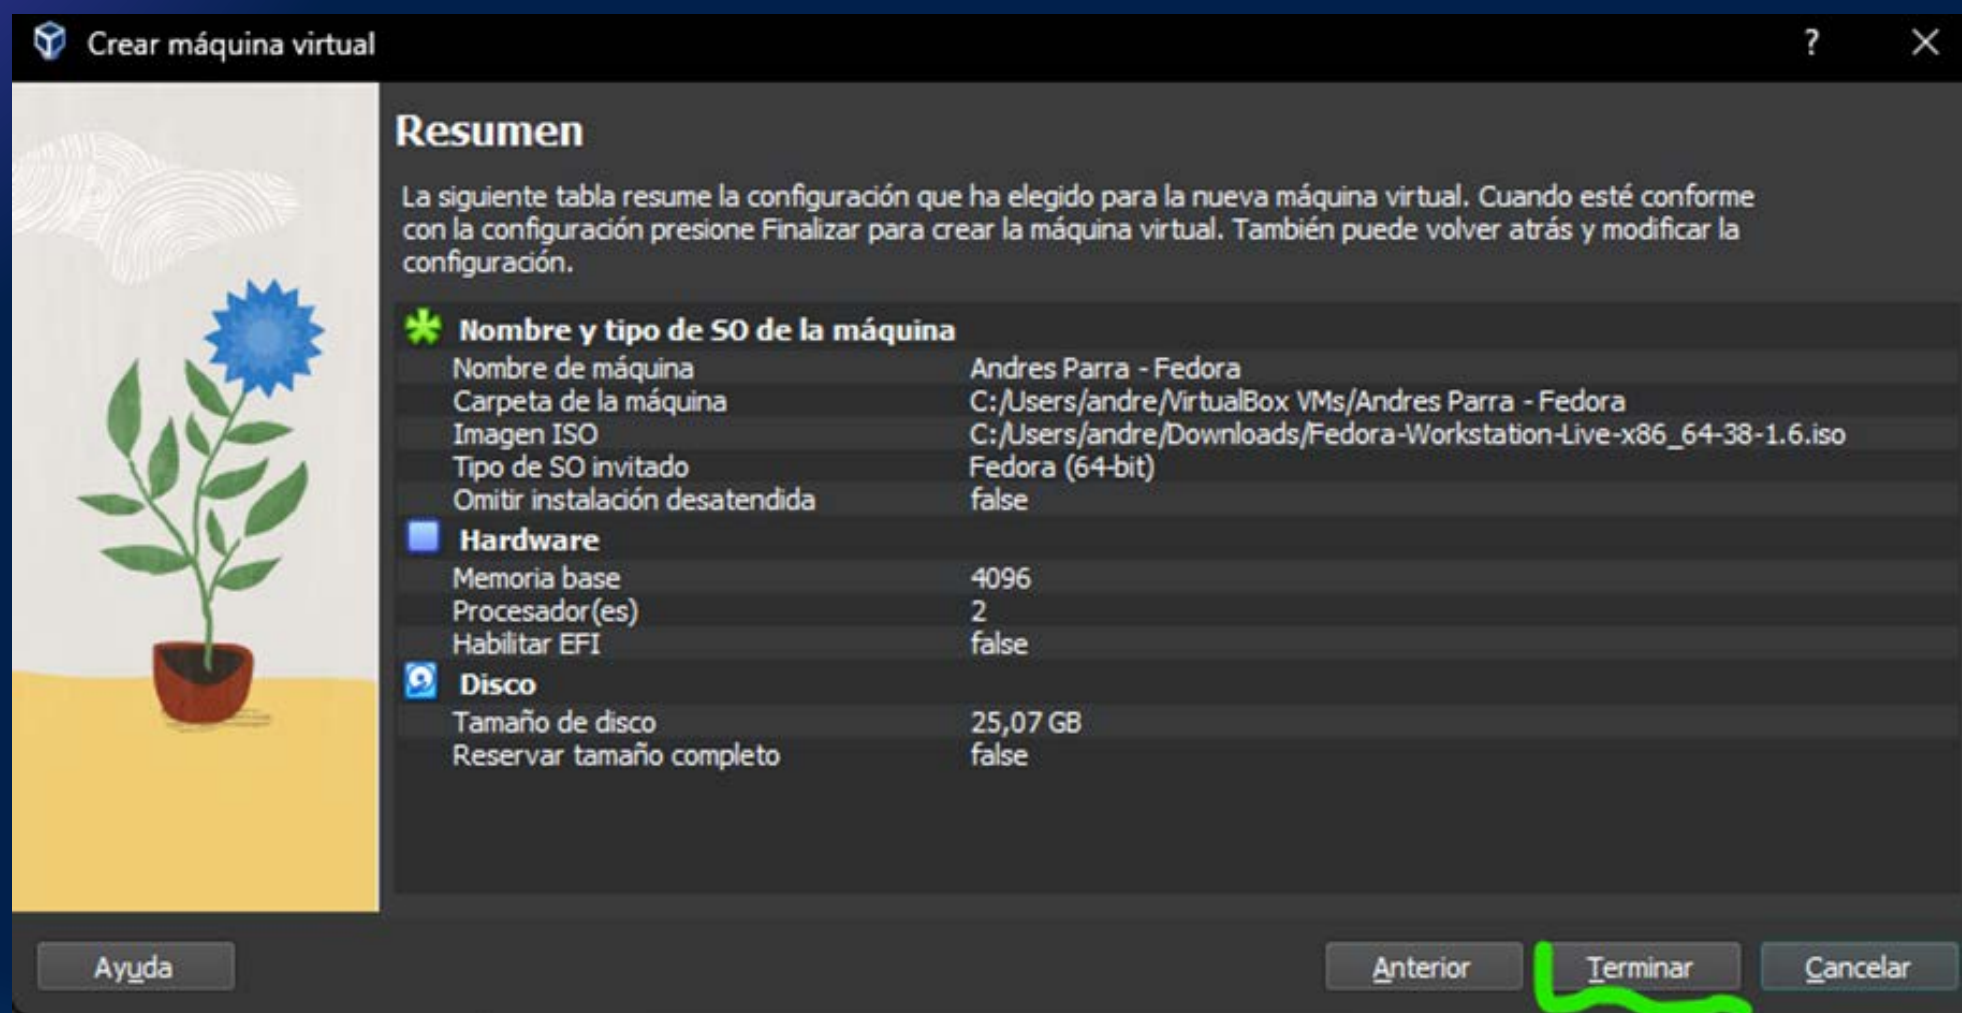 Crear máquina virtual
?
Resumen
La siguiente tabla resume la configuración que ha elegido para la nueva máquina virtual. Cuando esté conforme
con la configuración presione Finalizar para crear la máquina virtual. También puede volver atrás y modificar la
configuración.
Nombre y tipo de SO de la máquina
Nombre de máquina Andres Parra - Fedora
Carpeta de la máquina C:/Users/andre/VirtualBox VMs/Andres Parra - Fedora
Imagen ISO C:/Users/andre/Downloads/Fedora-Workstation-Live-x86_64-38-1.6.iso
Tipo de SO invitado Fedora (64-bit)
Omitir instalación desatendida false
Hardware
Memoria base 4096
Procesador(es) 2
Habilitar EFI false
Disco
Tamaño de disco 25,07 GB
Reservar tamaño completo false
Ayuda Anterior Terminar Cancelar